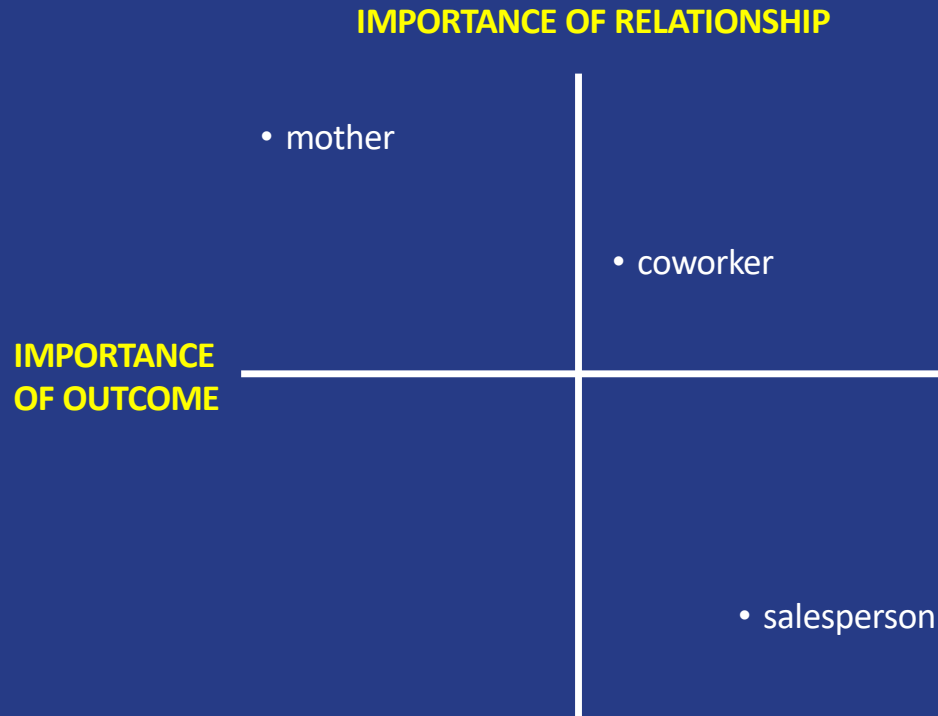 IMPORTANCE OF RELATIONSHIP
• mother
• coworker
IMPORTANCE
OF OUTCOME
• salesperson